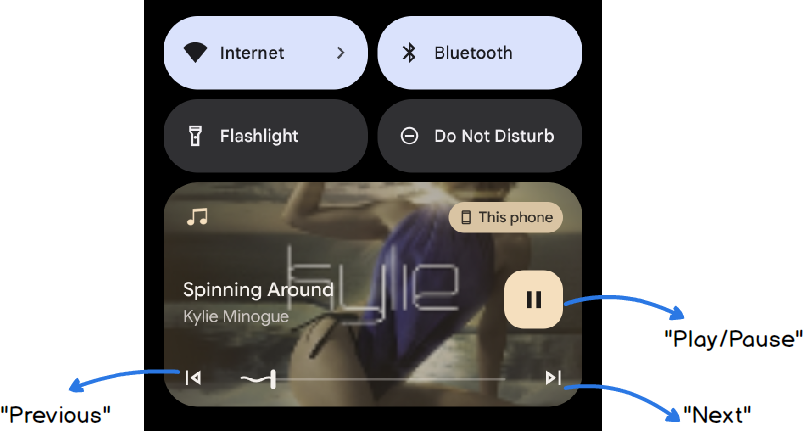 Internet
Bluetooth
Flashlight
Do Not Disturb
This phone
kylie
Spinning Around
Kylie Minogue
"Play/Pause"
"Previous"
"Next"